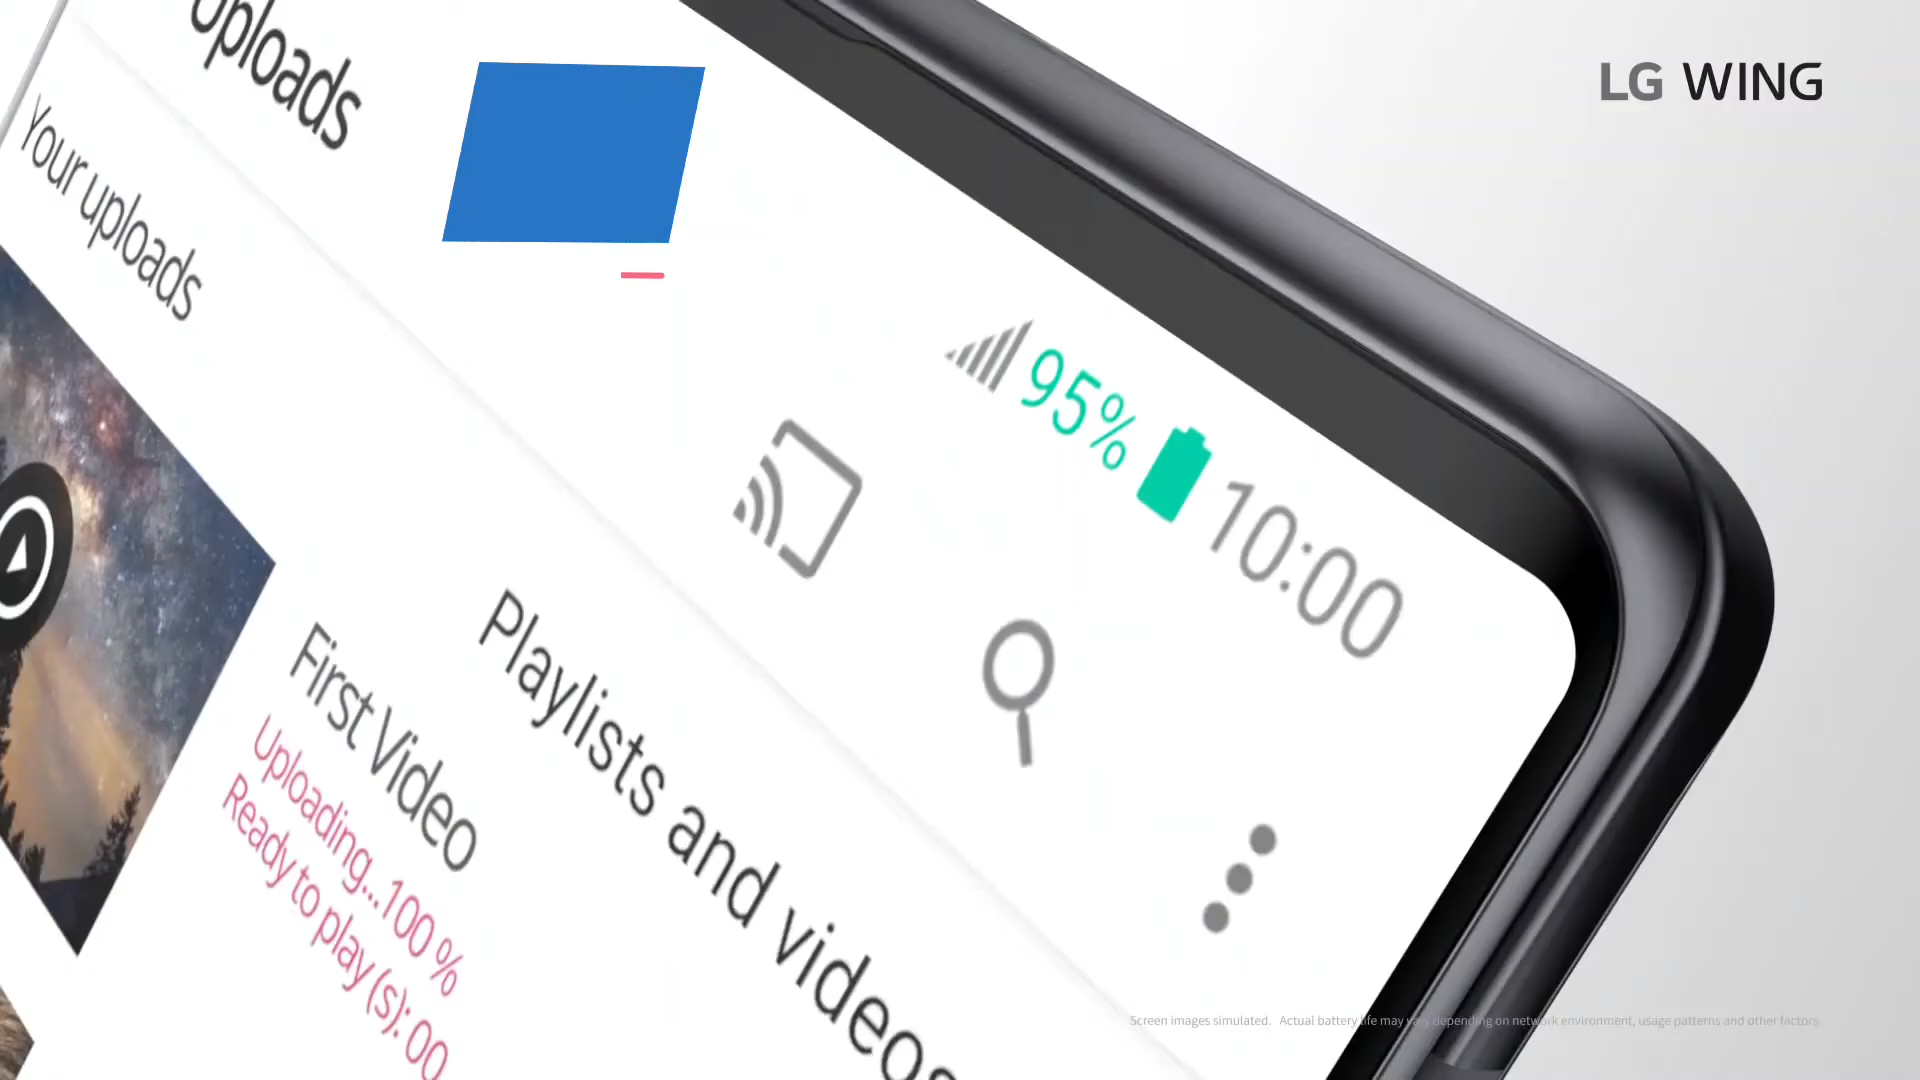 LG WING
Uploads
Your uploads
95%
10:00
First Video
Uploading...100 %
Ready to play (s): 00
Playlists and videos
Screen images simulated. Actual battery life may vary depending on network environment, usage patterns and other factors.